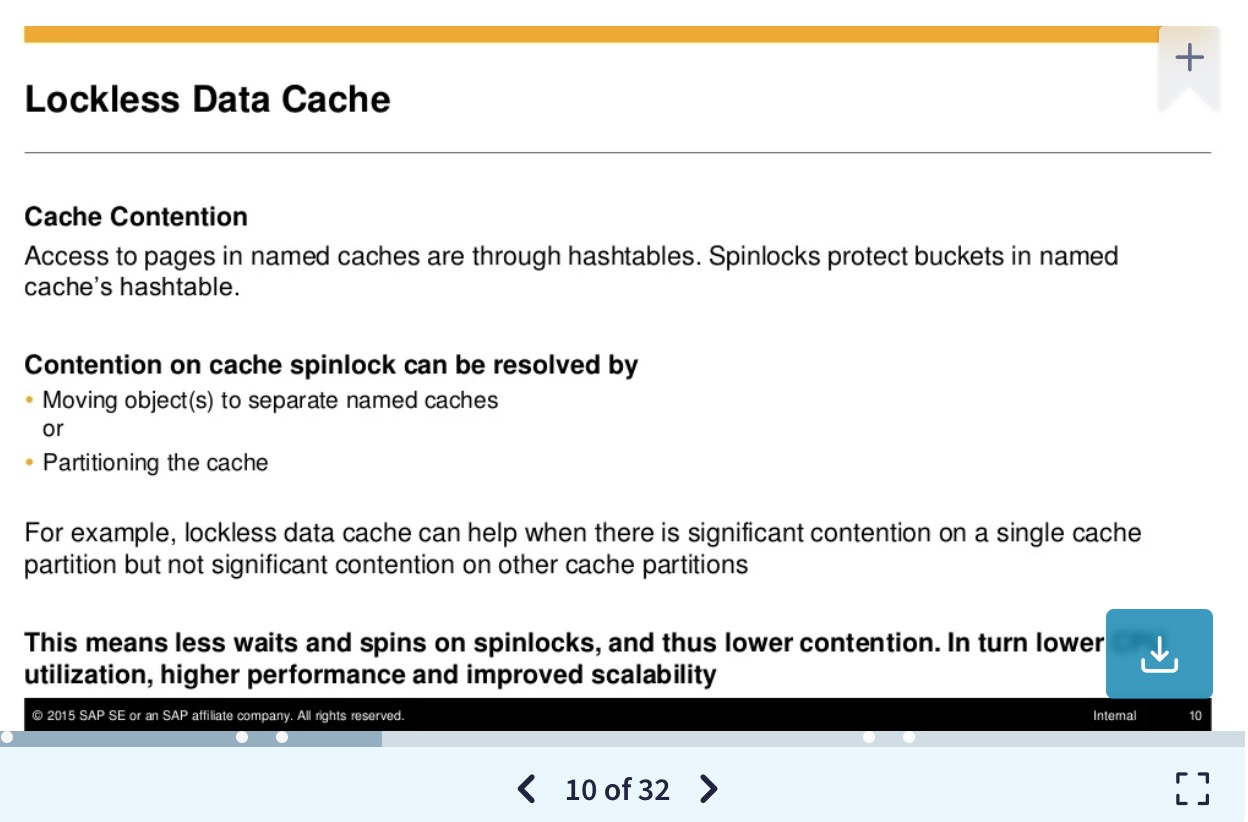 Lockless Data Cache
Cache Contention
Access to pages in named caches are through hashtables. Spinlocks protect buckets in named
cache’s hashtable.
Contention on cache spinlock can be resolved by
• Moving object(s) to separate named caches
or
• Partitioning the cache
For example, lockless data cache can help when there is significant contention on a single cache
partition but not significant contention on other cache partitions
This means less waits and spins on spinlocks, and thus lower contention. In turn lower
utilization, higher performance and improved scalability
© 2015 SAP SE or an SAP affiliate company. All rights reserved.
Internal
10
10 of 32